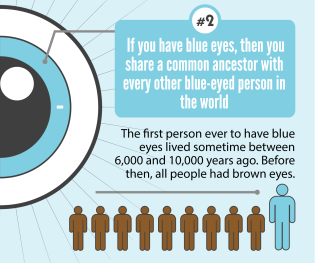 #2
If you have blue eyes, then you
share a common ancestor with
every other blue-eyed person in
the world
The first person ever to have blue
eyes lived sometime between
6,000 and 10,000 years ago. Before
then, all people had brown eyes.